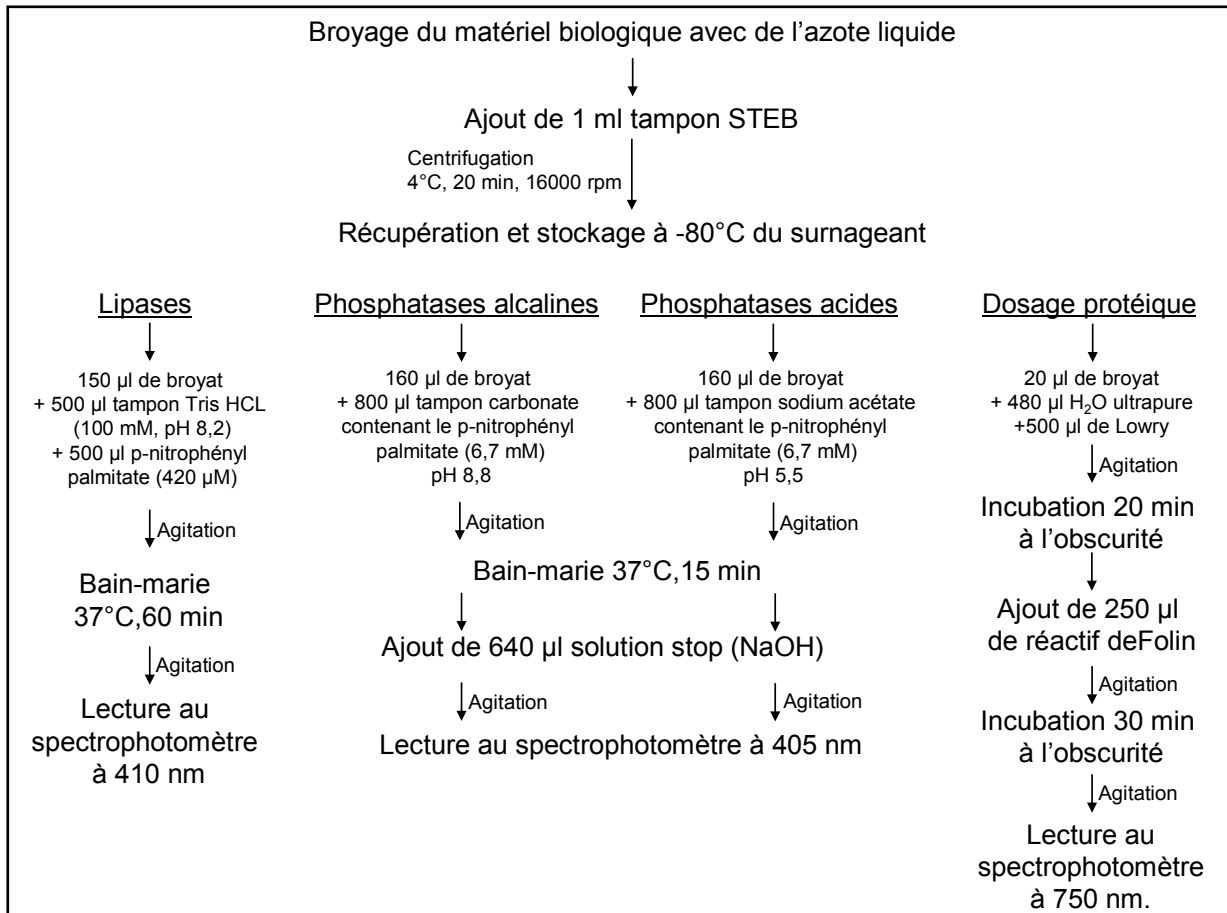 Broyage du matériel biologique avec de l'azote liquide
Ajout de 1 ml tampon STEB
Centrifugation
4°C, 20 min, 16000 rpm
Récupération et stockage à -80°C du surnageant
Lipases
150 µl de broyat
+ 500 µl tampon Tris HCL
(100 mM, pH 8,2)
+ 500 µl p-nitrophényl
palmitate (420 µM)
Agitation
Bain-marie
37°C,60 min
Agitation
Lecture au
spectrophotomètre
à 410 nm
Phosphatases alcalines
160 µl de broyat
+ 800 µl tampon carbonate
contenant le p-nitrophényl
palmitate (6,7 mM)
pH 8,8
Agitation
Phosphatases acides
160 µl de broyat
+ 800 µl tampon sodium acétate
contenant le p-nitrophényl
palmitate (6,7 mM)
pH 5,5
Agitation
Bain-marie 37°C,15 min
Ajout de 640 µl solution stop (NaOH)
Agitation
Agitation
Lecture au spectrophotomètre à 405 nm
Dosage protéique
20 µl de broyat
+ 480 µl H₂O ultrapure
+500 µl de Lowry
Agitation
Incubation 20 min
à l'obscurité
Ajout de 250 µl
de réactif deFolin
Agitation
Incubation 30 min
à l'obscurité
Agitation
Lecture au
spectrophotomètre
à 750 nm.